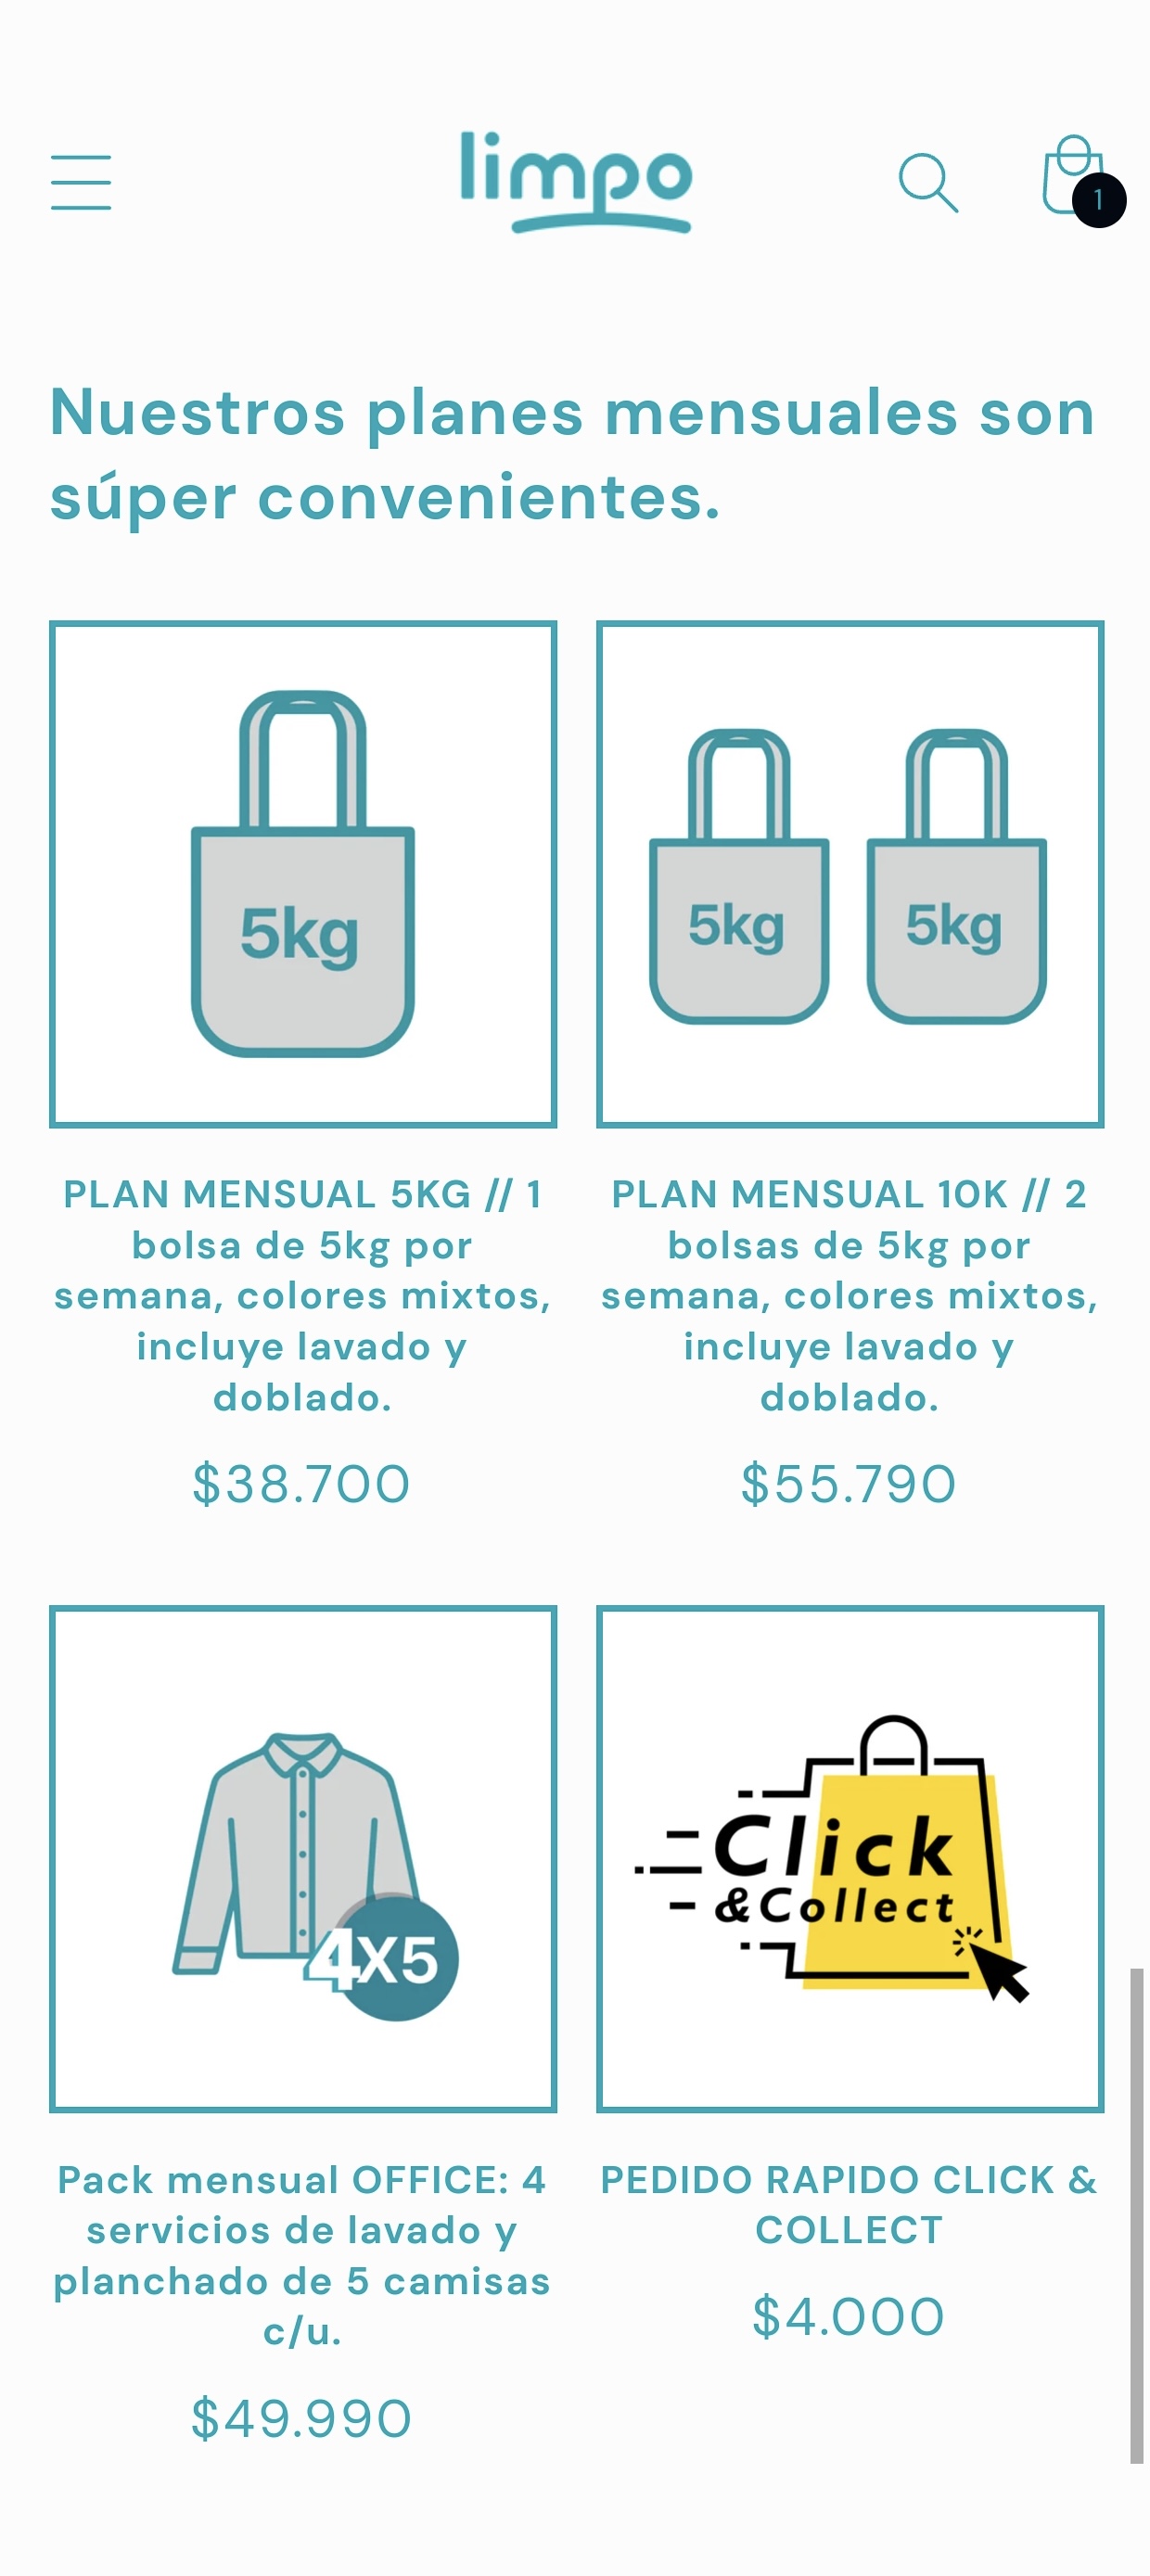 limpo
1
Nuestros planes mensuales son
súper convenientes.
5kg
5kg
5kg
PLAN MENSUAL 5KG // 1
bolsa de 5kg por
semana, colores mixtos,
incluye lavado y
doblado.
$38.700
PLAN MENSUAL 10K // 2
bolsas de 5kg por
semana, colores mixtos,
incluye lavado y
doblado.
$55.790
4X5
Click
&Collect
Pack mensual OFFICE: 4
servicios de lavado y
planchado de 5 camisas
c/u.
$49.990
PEDIDO RAPIDO CLICK &
COLLECT
$4.000